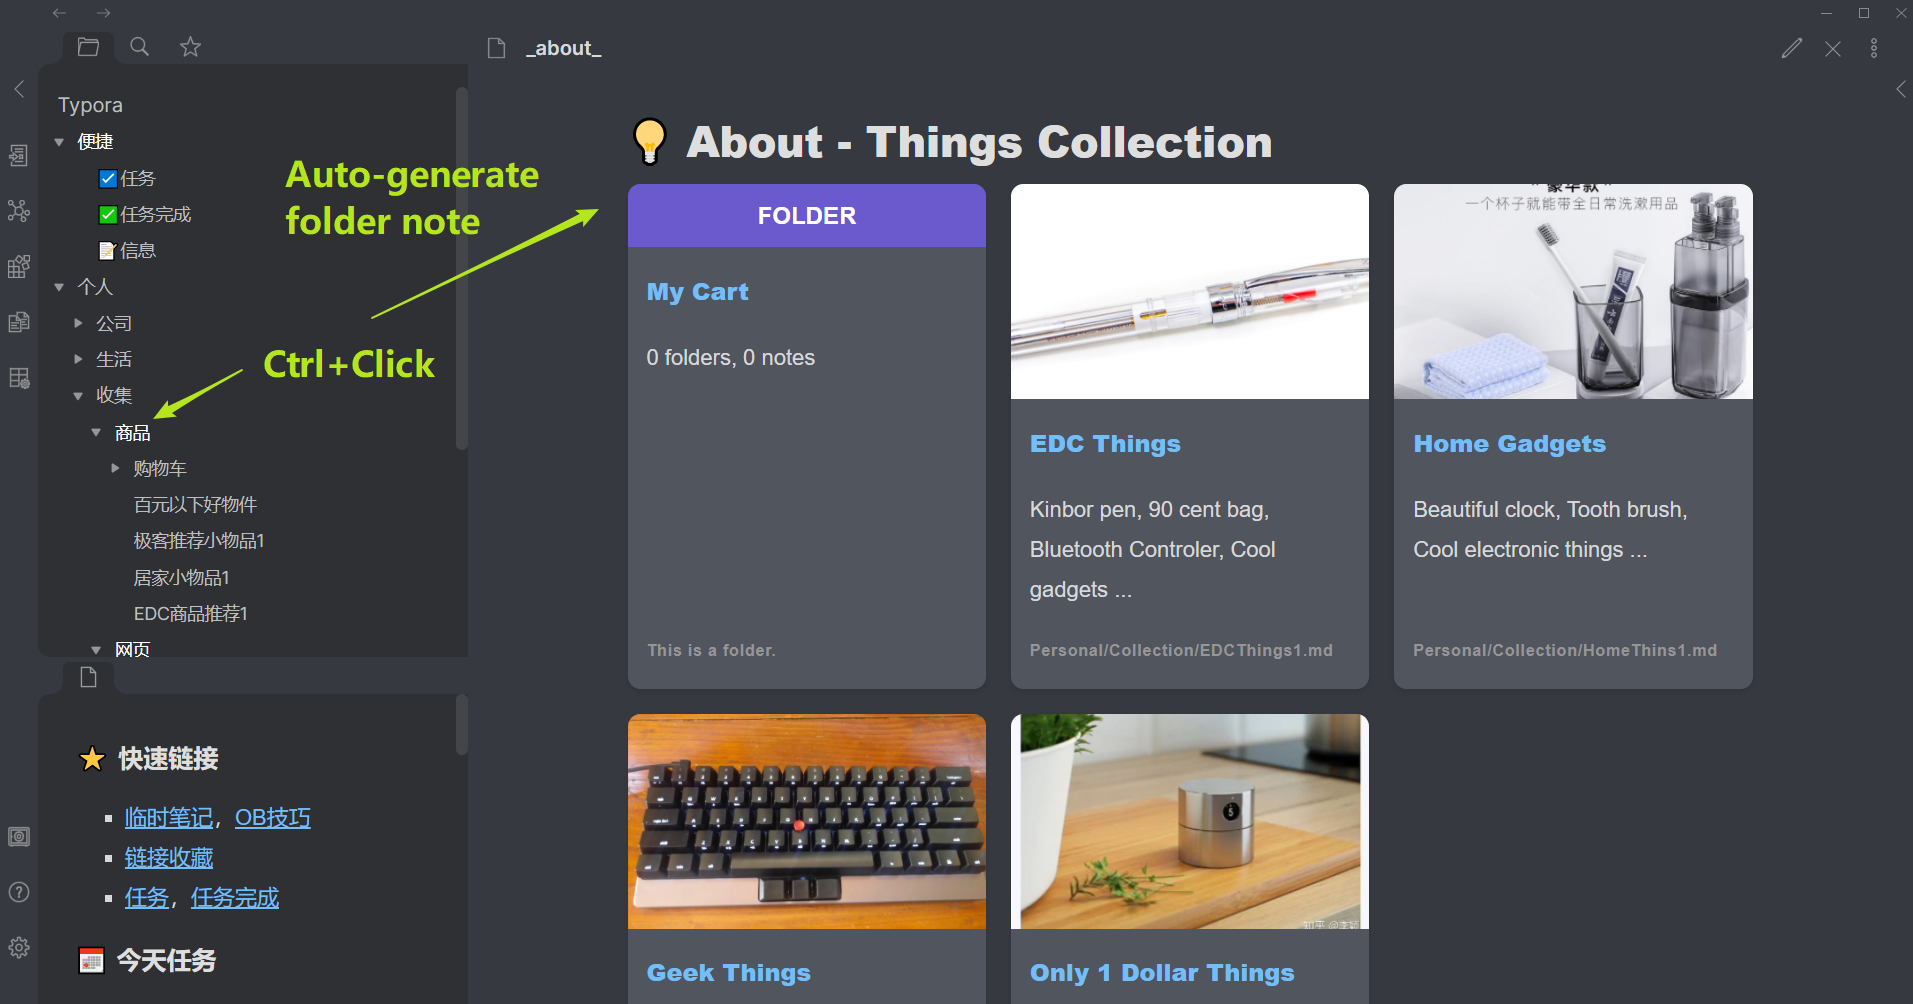 _about_
Typora
便捷
任务
任务完成
信息
个人
公司
生活
收集
商品
购物车
百元以下好物件
极客推荐小物品1
居家小物品1
EDC商品推荐1
网页
Auto-generate
folder note
Ctrl+Click
快速链接
临时笔记，OB技巧
链接收藏
任务，任务完成
今天任务
About - Things Collection
FOLDER
My Cart
0 folders, 0 notes
This is a folder.
EDC Things
Kinbor pen, 90 cent bag,
Bluetooth Controler, Cool
gadgets ...
Personal/Collection/EDCThings1.md
"豪华款"
一个杯子就能带全日常洗漱用品
Home Gadgets
Beautiful clock, Tooth brush,
Cool electronic things ...
Personal/Collection/HomeThins1.md
Geek Things
Only 1 Dollar Things